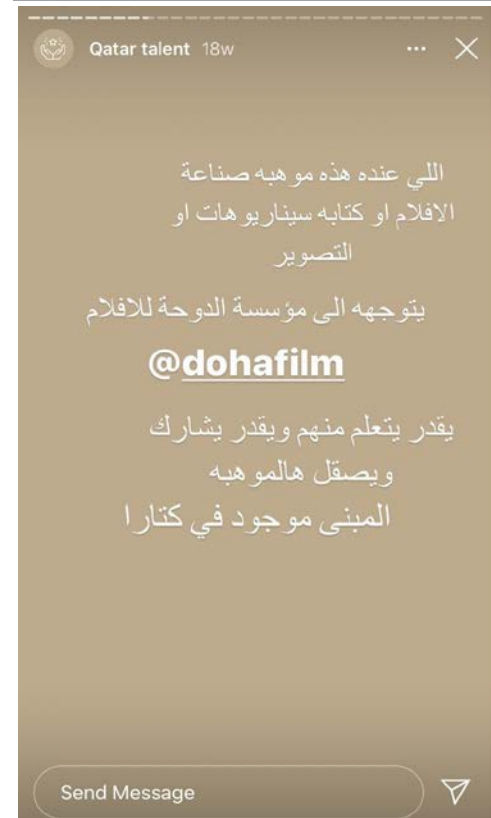 Qatar talent 18w
اللي عنده هذه موهبه صناعة
الافلام او كتابه سيناريوهات او
التصوير
يتوجهه الى مؤسسة الدوحة للافلام
@dohafilm
يقدر يتعلم منهم ويقدر يشارك
ويصقل هالموهبه
المبنى موجود في كتارا
Send Message